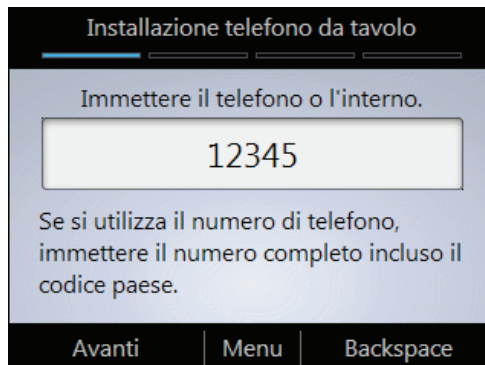 Installazione telefono da tavolo
Immettere il telefono o l'interno.
12345
Se si utilizza il numero di telefono,
immettere il numero completo incluso il
codice paese.
Avanti Menu Backspace